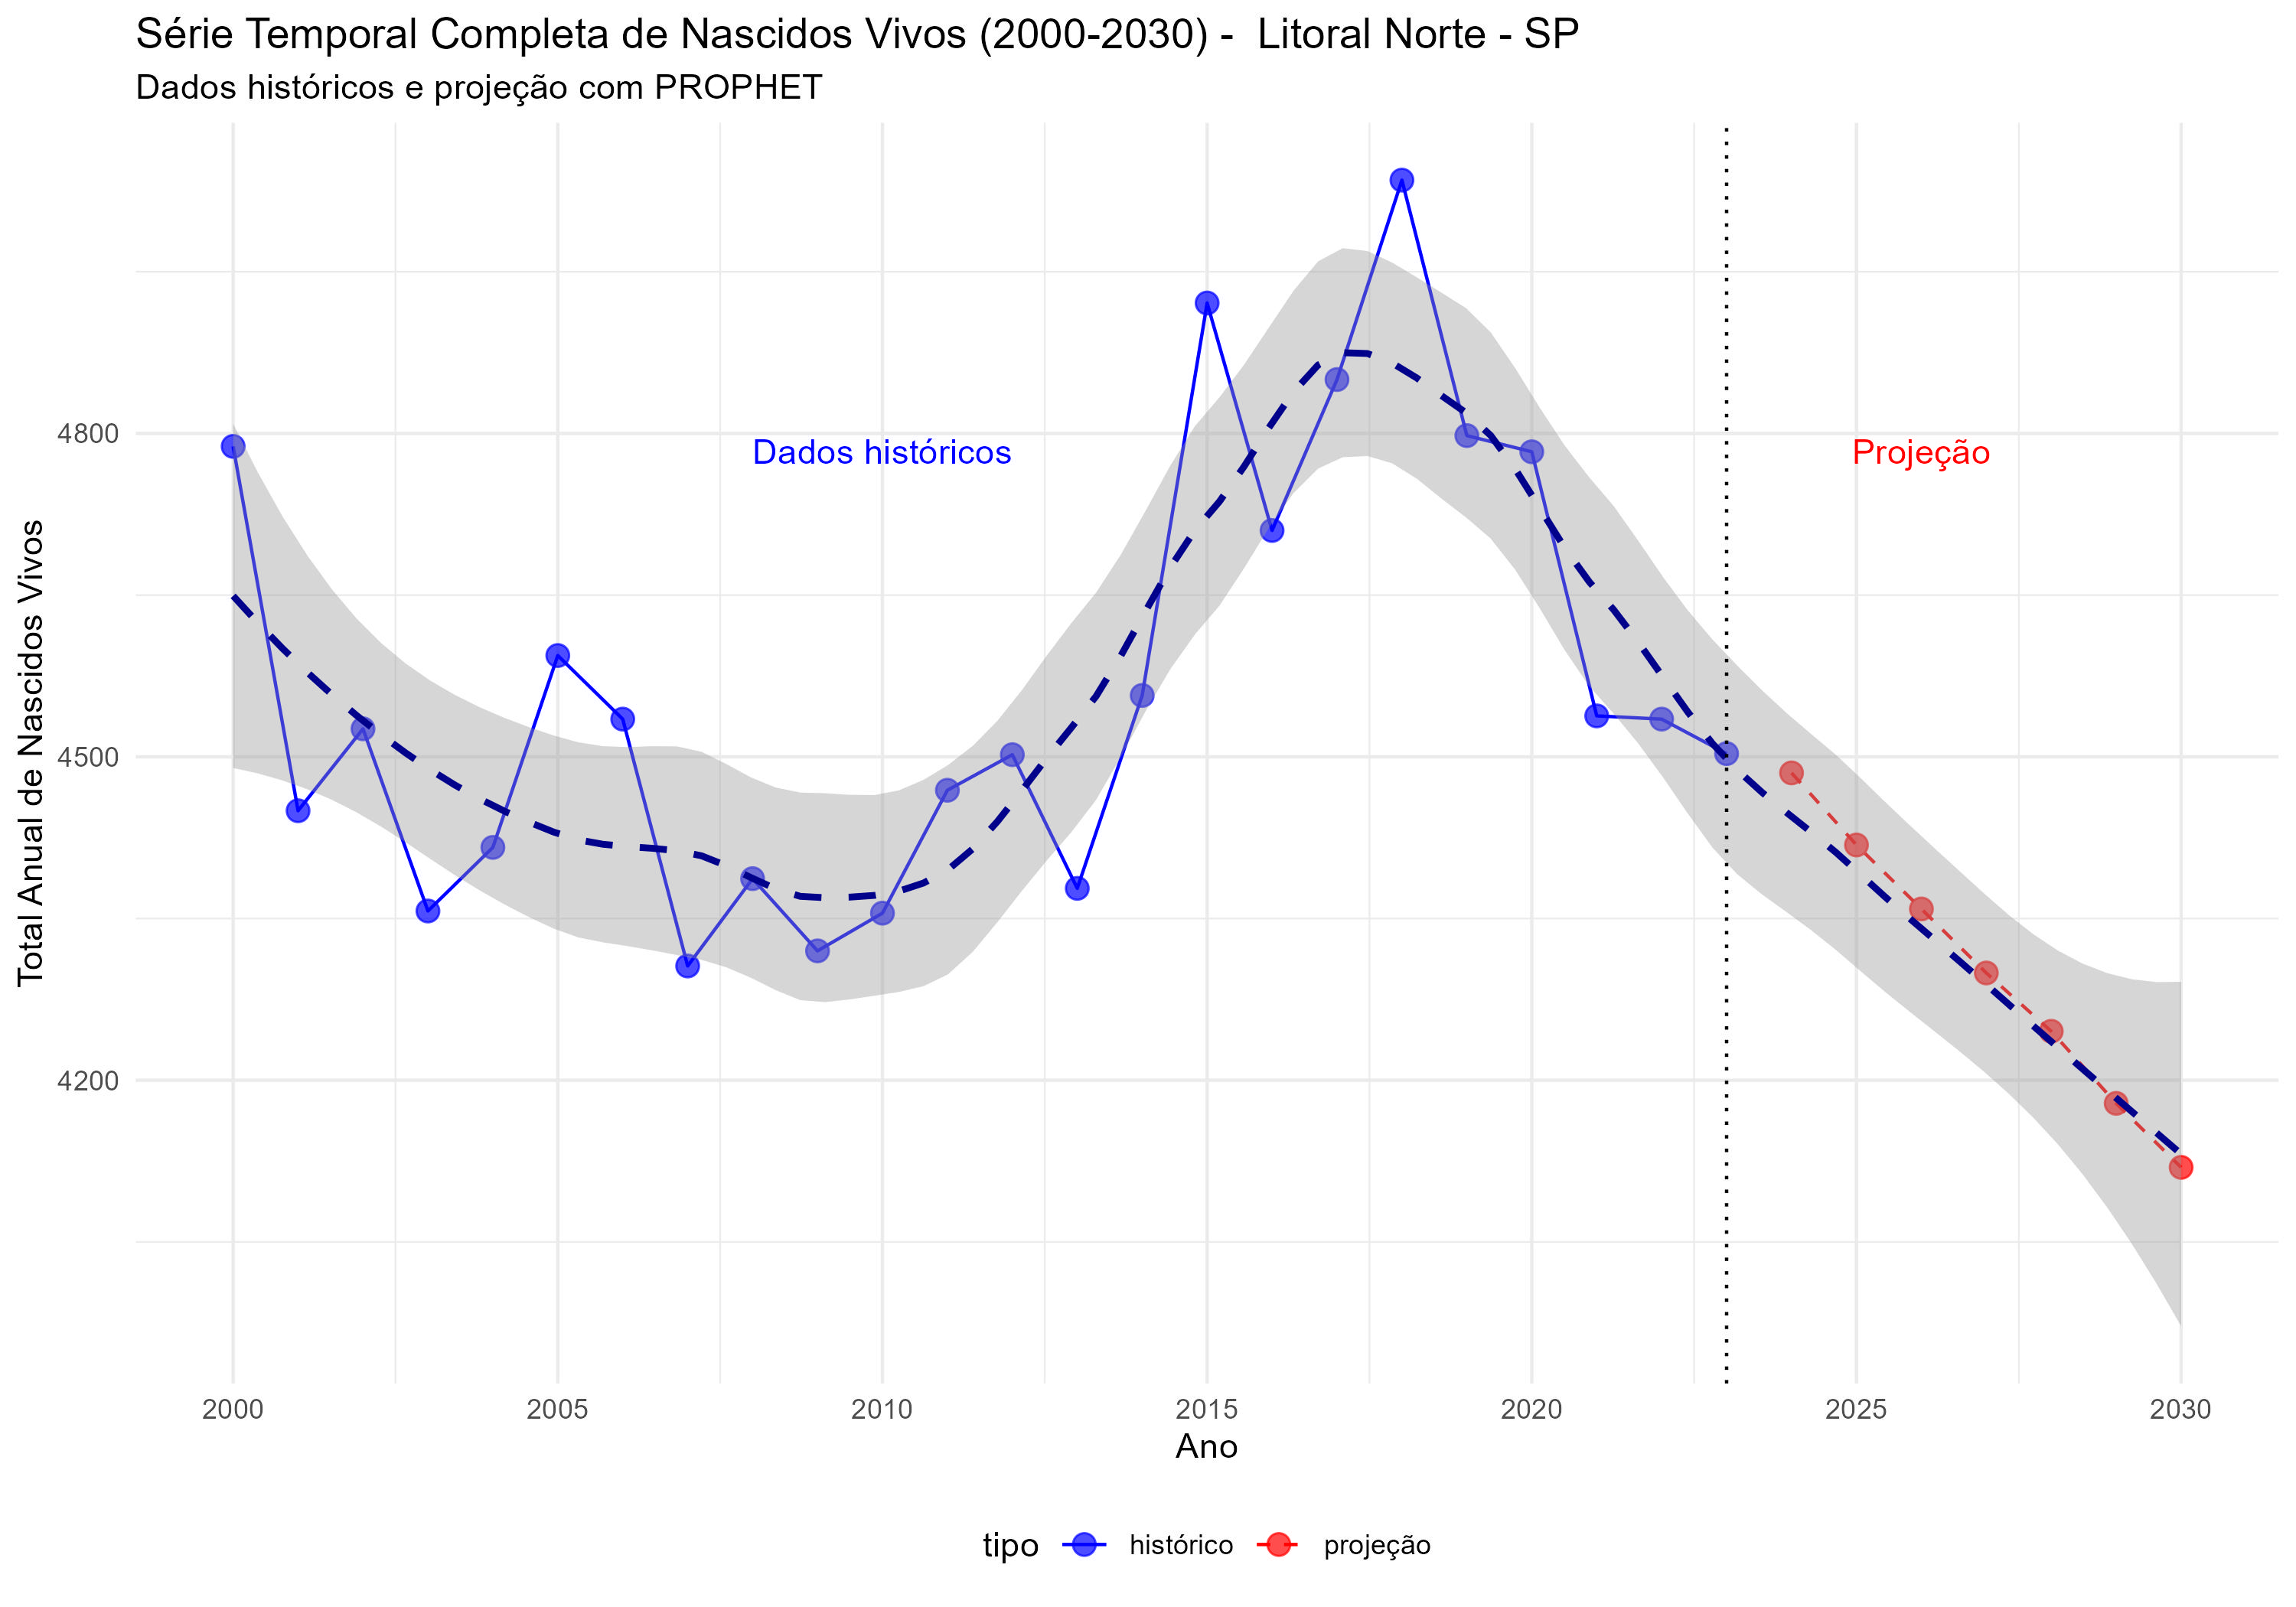 Série Temporal Completa de Nascidos Vivos (2000-2030) -  Litoral Norte - SP
Dados históricos e projeção com PROPHET
Total Anual de Nascidos Vivos
4800
4500
4200
Dados históricos
Projeção
2000
2005
2010
2015
2020
2025
2030
Ano
tipo
histórico
projeção